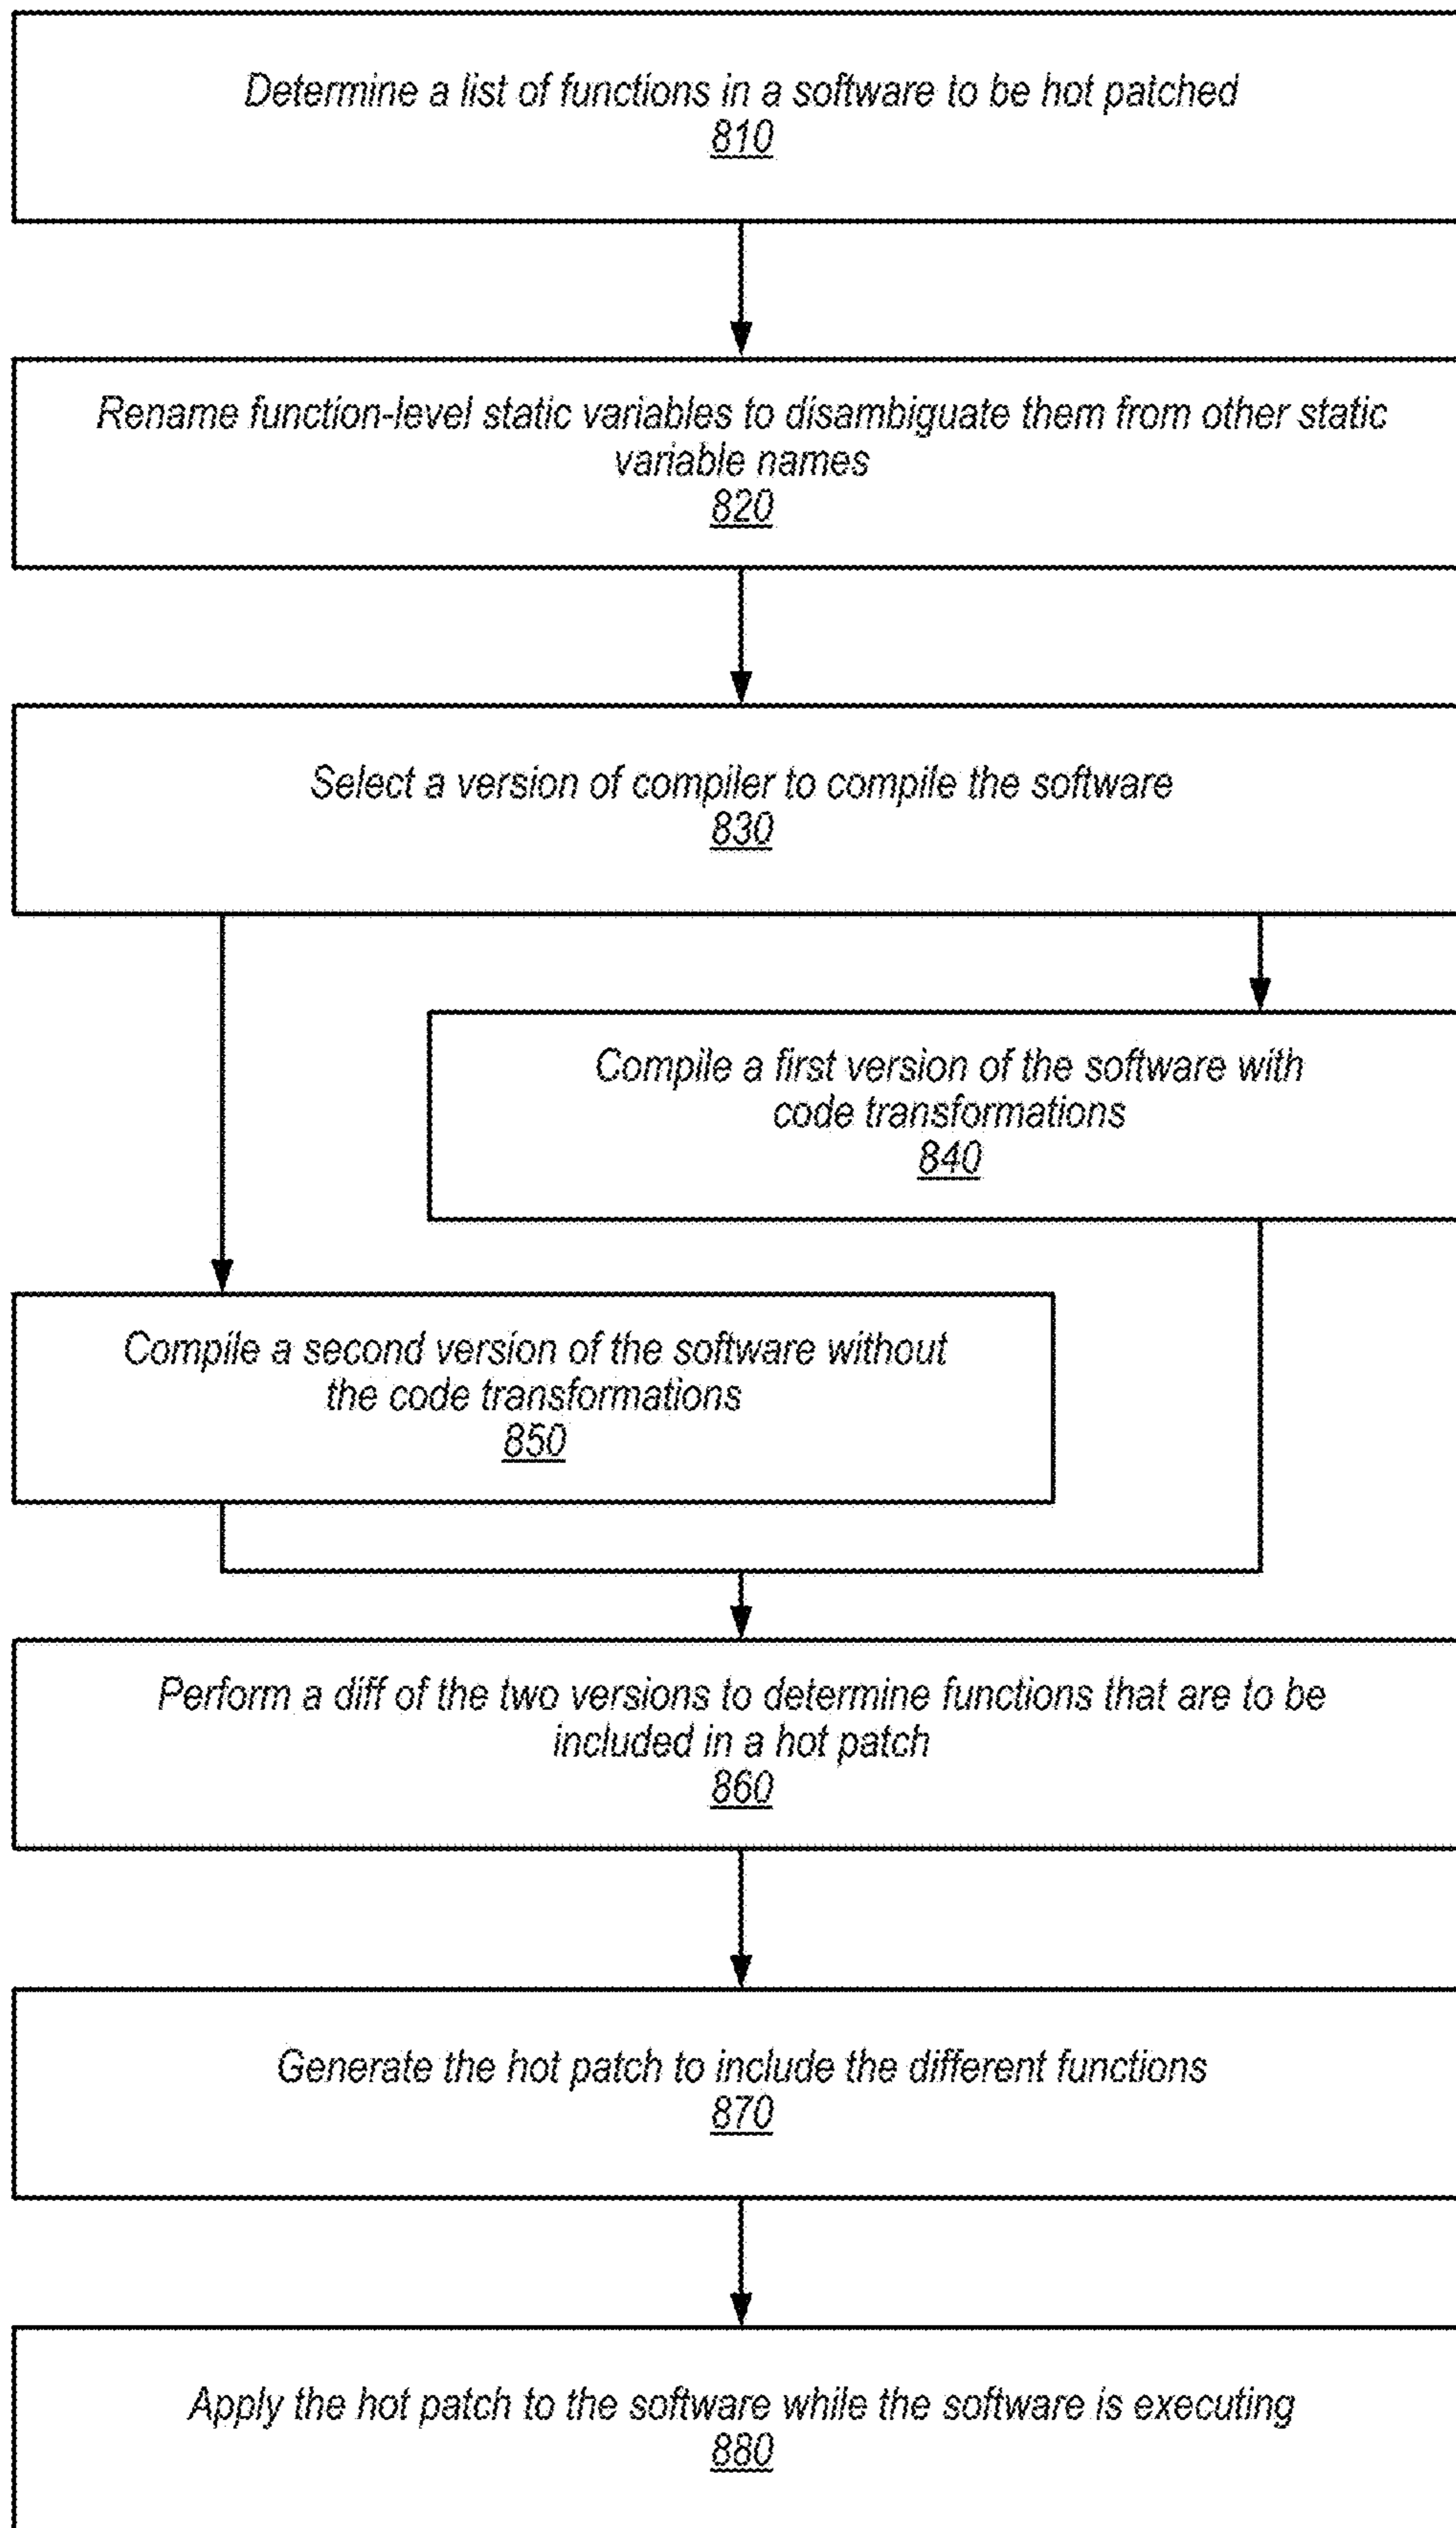 Determine a list of functions in a software to be hot patched
810
Rename function-level static variables to disambiguate them from other static
variable names
820
Select a version of compiler to compile the software
830
Compile a first version of the software with
code transformations
840
Compile a second version of the software without
the code transformations
850
Perform a diff of the two versions to determine functions that are to be
included in a hot patch
860
Generate the hot patch to include the different functions
870
Apply the hot patch to the software while the software is executing
880